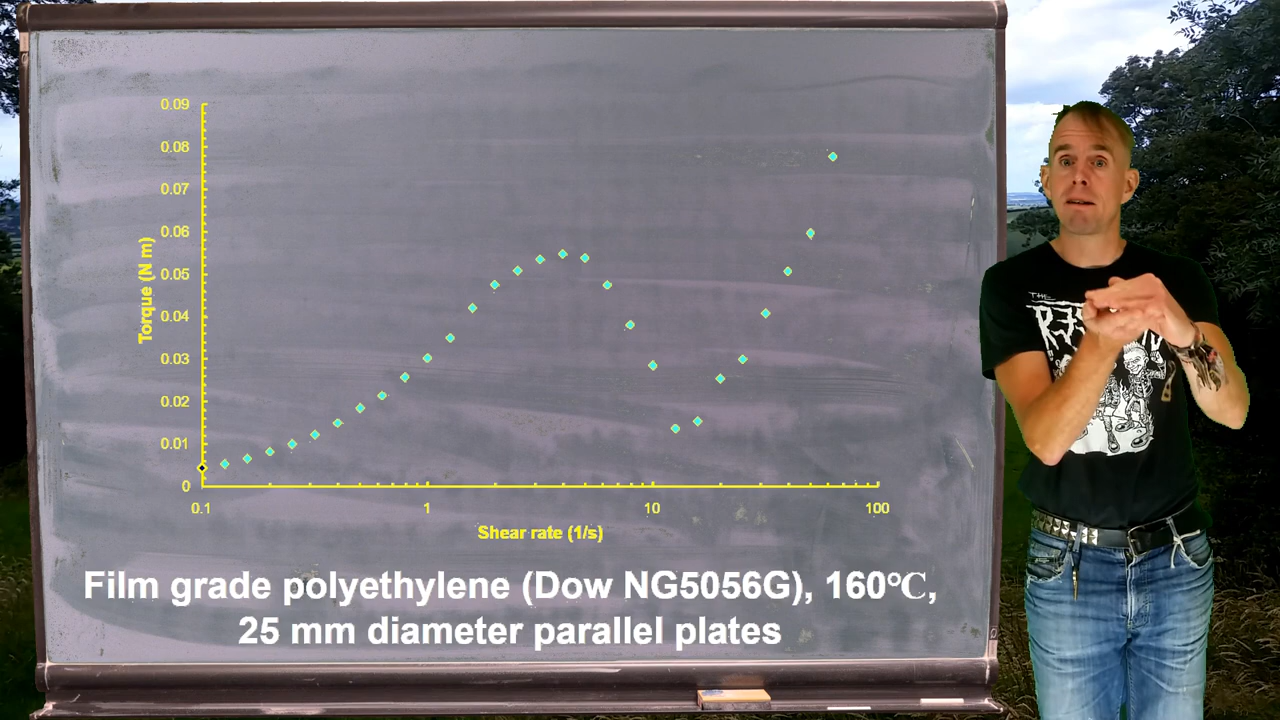 0.09
0.08
0.07
0.06
0.05
0.04
0.03
0.02
0.01
0
Torque (N m)
0.1 1 10 100
Shear rate (1/s)
Film grade polyethylene (Dow NG5056G), 160℃,
25 mm diameter parallel plates
THE